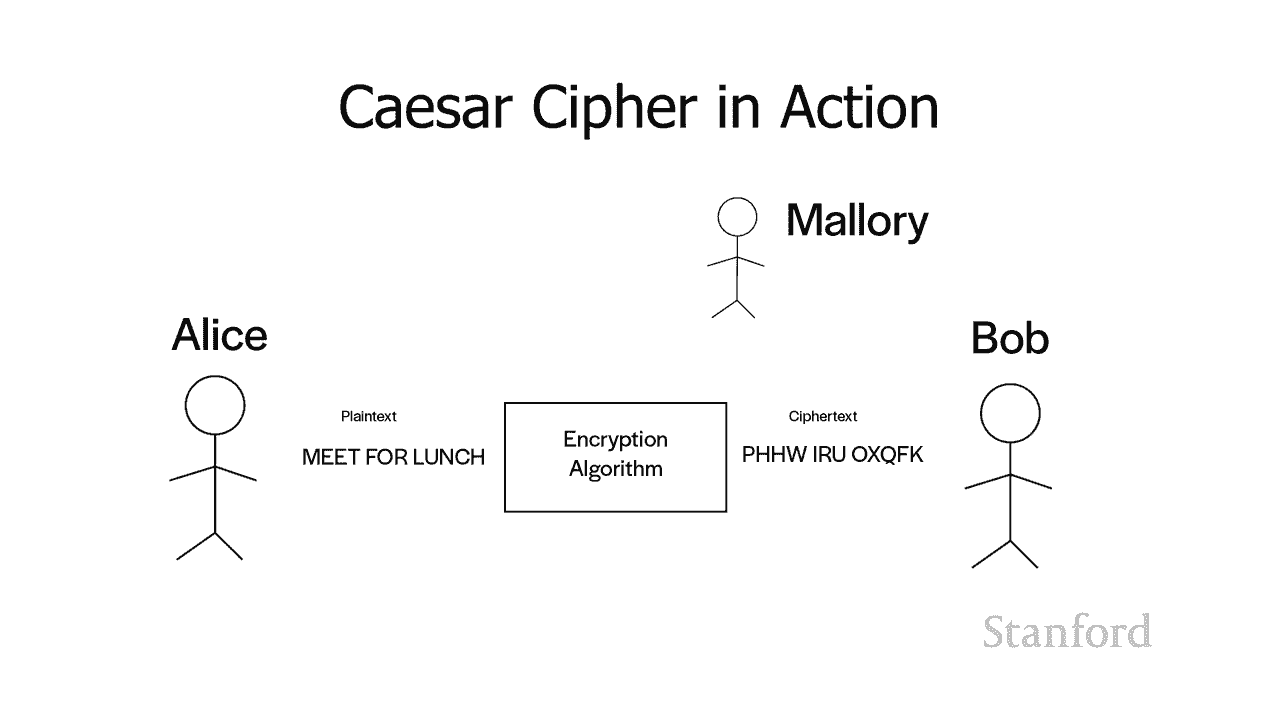 Caesar Cipher in Action
Mallory
Alice
Bob
Plaintext
Ciphertext
MEET FOR LUNCH
Encryption
Algorithm
PHHW IRU OXQFK
Stanford